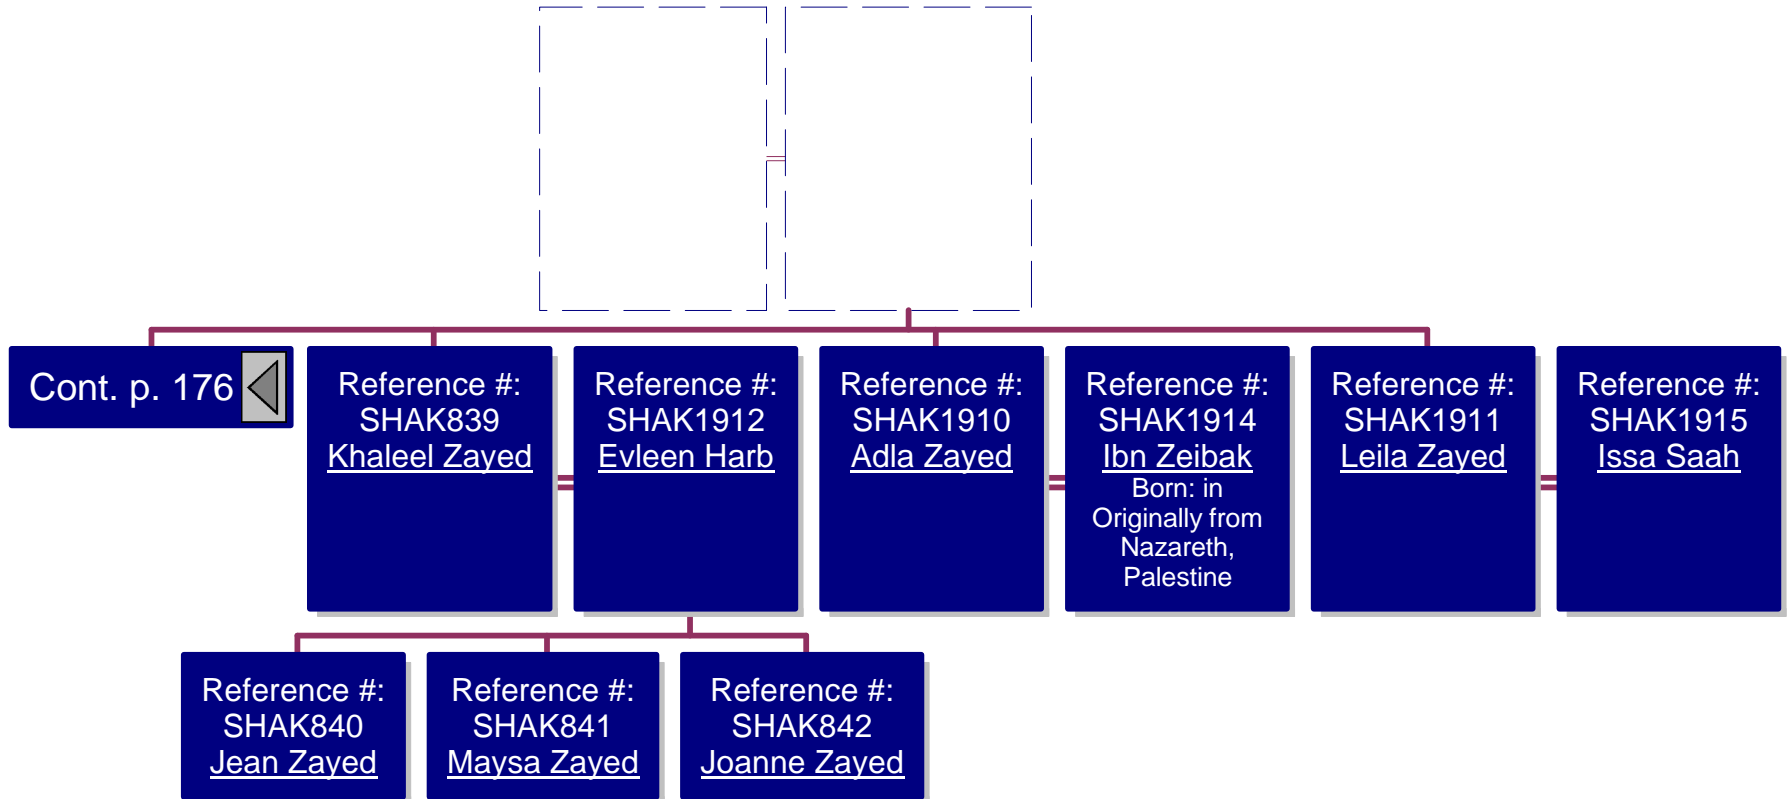 Cont. p. 176
Reference #:
SHAK839
Khaleel Zayed
Reference #:
SHAK1912
Evleen Harb
Reference #:
SHAK1910
Adla Zayed
Reference #:
SHAK1914
Ibn Zeibak
Born: in
Originally from
Nazareth,
Palestine
Reference #:
SHAK1911
Leila Zayed
Reference #:
SHAK1915
Issa Saah
Reference #:
SHAK840
Jean Zayed
Reference #:
SHAK841
Maysa Zayed
Reference #:
SHAK842
Joanne Zayed